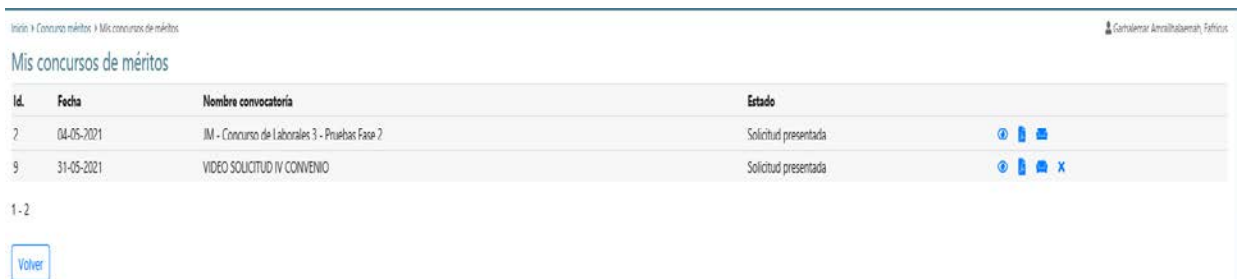 Inicio > Concurso méritos > Mis concursos de méritos
Mis concursos de méritos
Id. Fecha Nombre convocatoría Estado
2 04-05-2021 JM - Concurso de Laborales 3 - Pruebas Fase 2 Solicitud presentada
9 31-05-2021 VIDEO SOLICITUD IV CONVENIO Solicitud presentada X
1 - 2
Volver